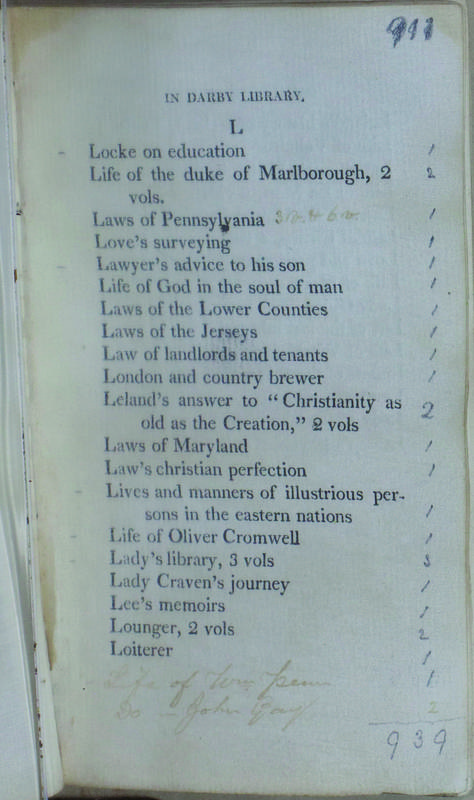 911
IN DARBY LIBRARY.
L
- Locke on education 1
Life of the duke of Marlborough, 2 2
vols.
Laws of Pennsylvania 1
Love's surveying 1
- Lawyer's advice to his son 1
Life of God in the soul of man 1
Laws of the Lower Counties 1
Laws of the Jerseys 1
Law of landlords and tenants 1
London and country brewer 1
Leland's answer to "Christianity as
old as the Creation," 2 vols 2
Laws of Maryland 1
Law's christian perfection 1
- Lives and manners of illustrious per-
sons in the eastern nations 1
- Life of Oliver Cromwell 1
- Lady's library, 3 vols 3
Lady Craven's journey 1
Lee's memoirs 1
Lounger, 2 vols 2
Loiterer 1
- Life of Wm Penn 1
Do - John Gay 2
939